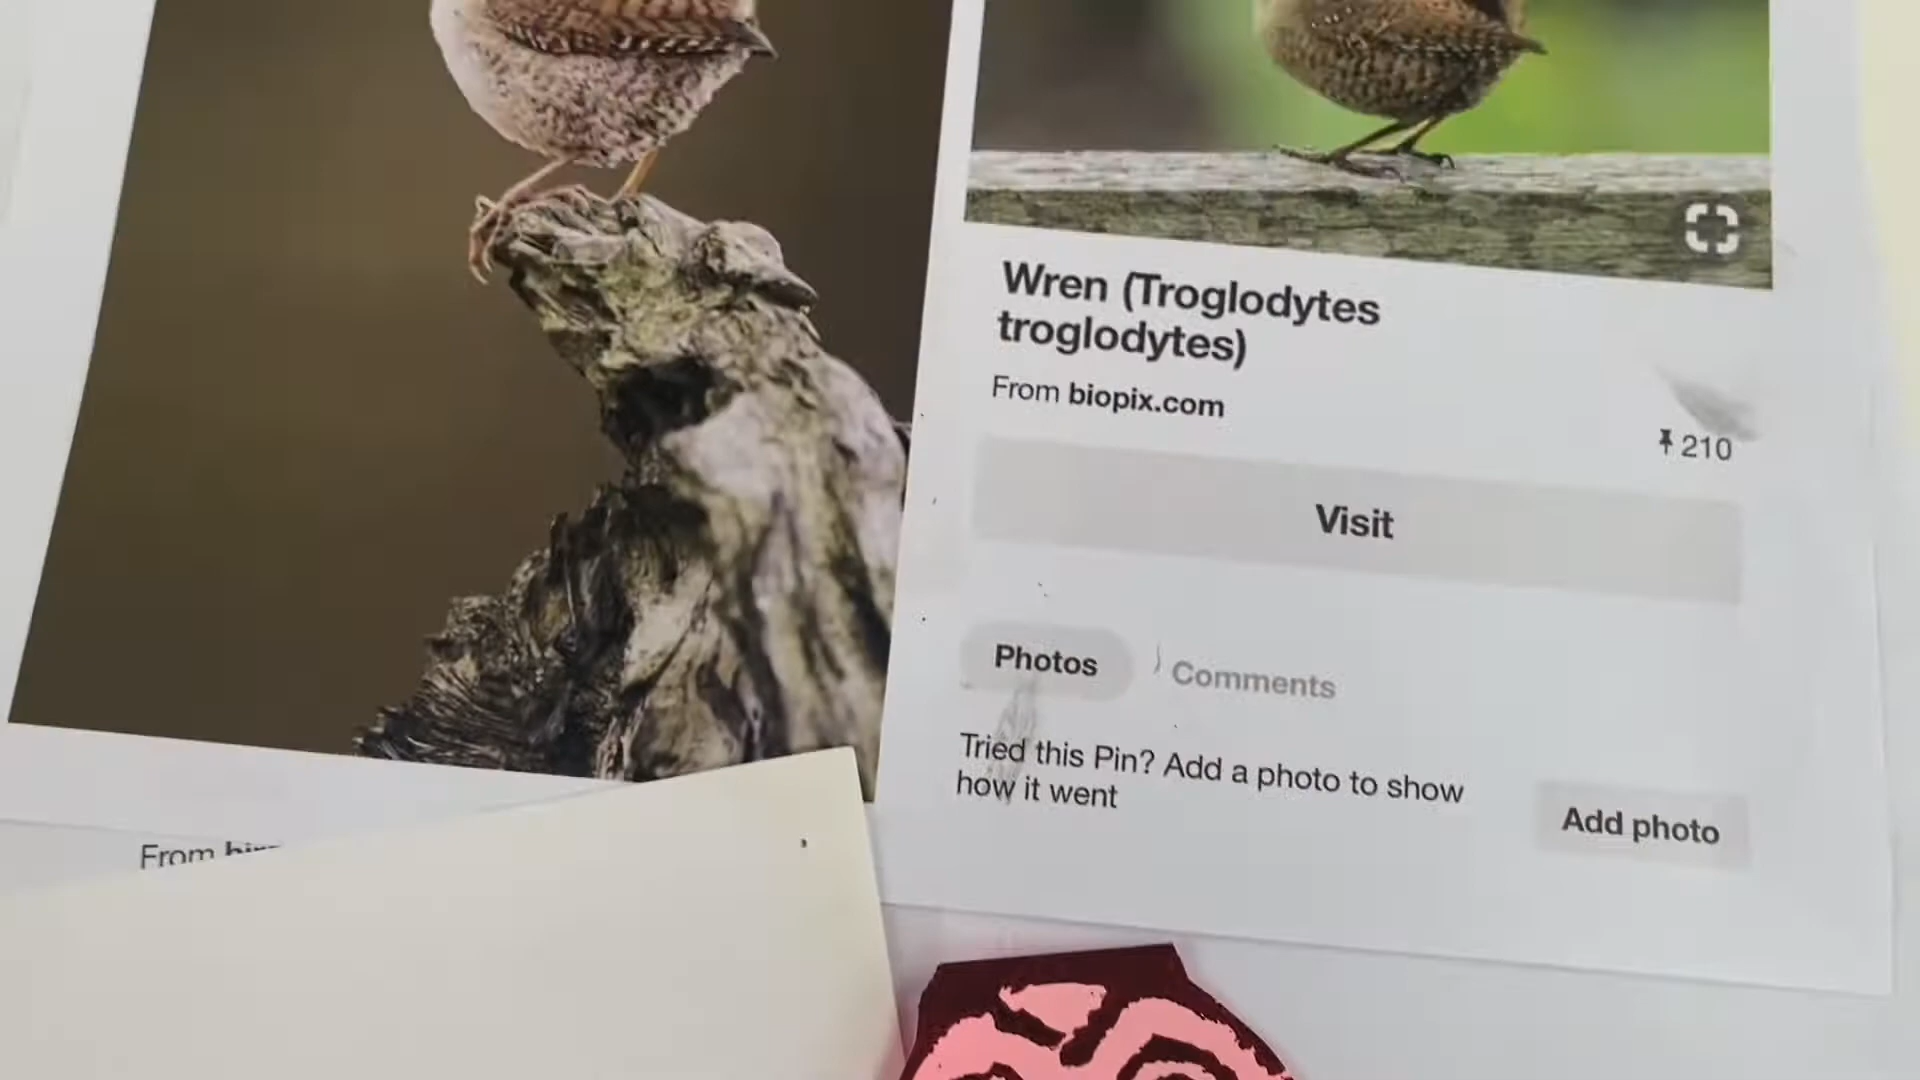 Wren (Troglodytes
troglodytes)
From biopix.com
210
Visit
Photos
Comments
Tried this Pin? Add a photo to show
how it went
Add photo
From